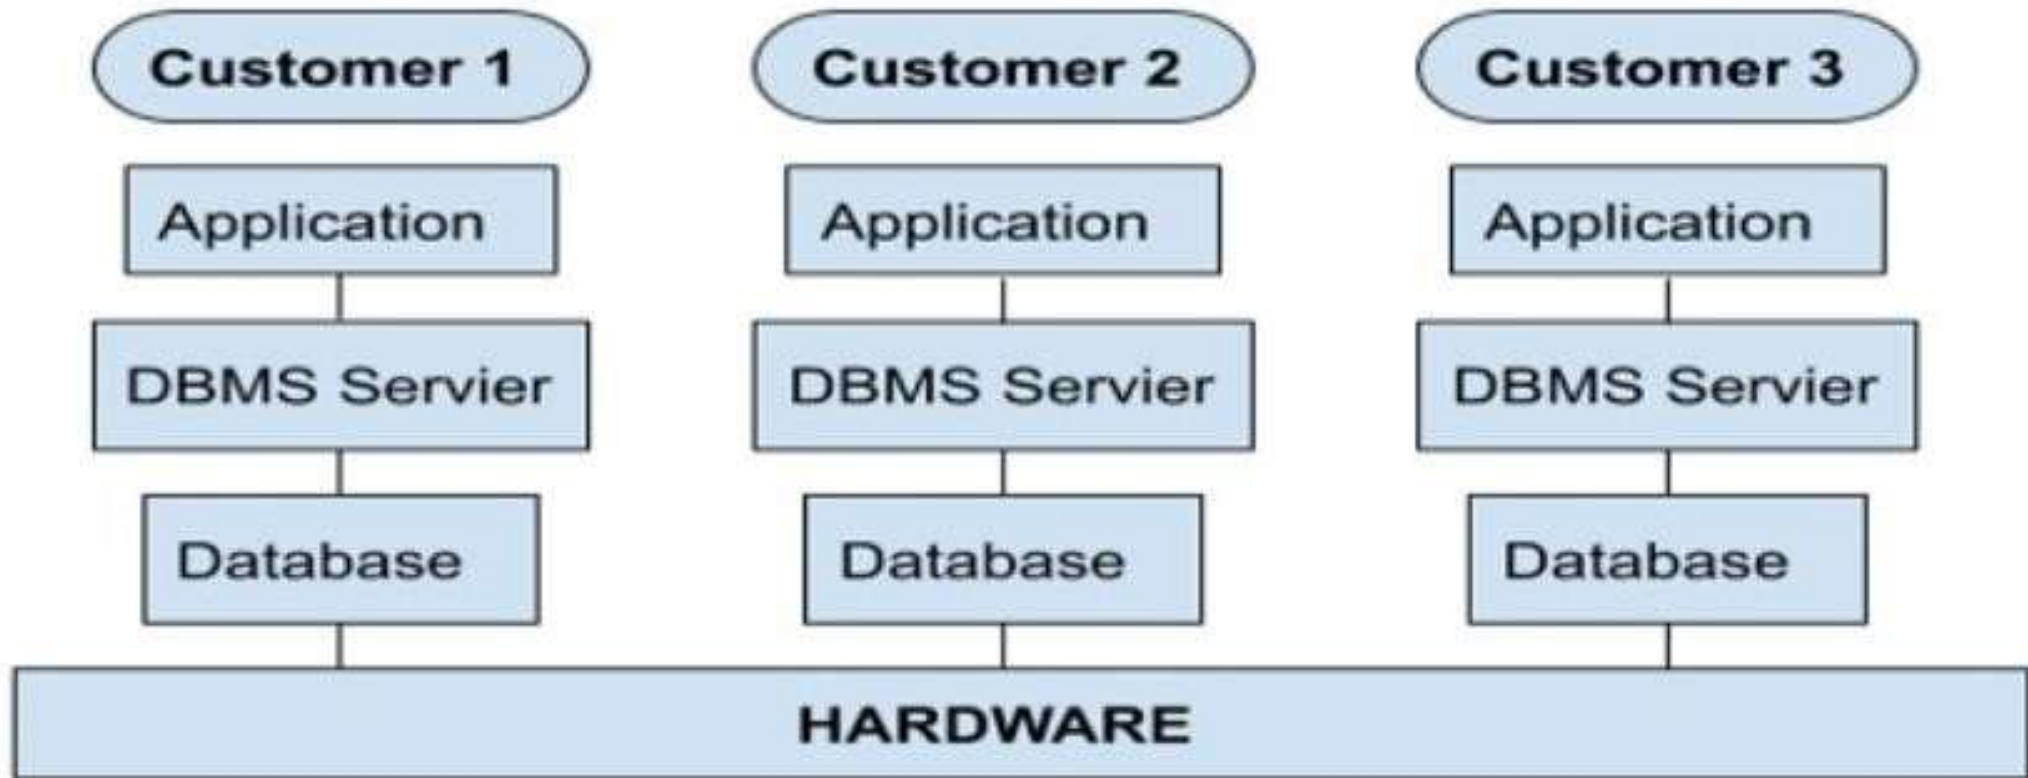 Customer 1
Customer 2
Customer 3
Application
Application
Application
DBMS Servier
DBMS Servier
DBMS Servier
Database
Database
Database
HARDWARE